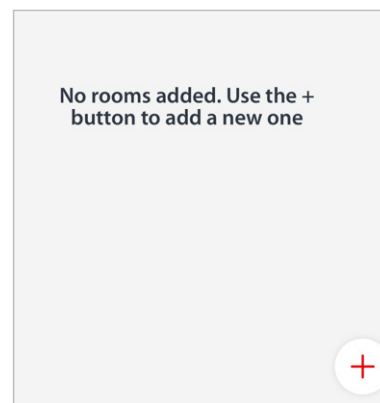 No rooms added. Use the +
button to add a new one
+